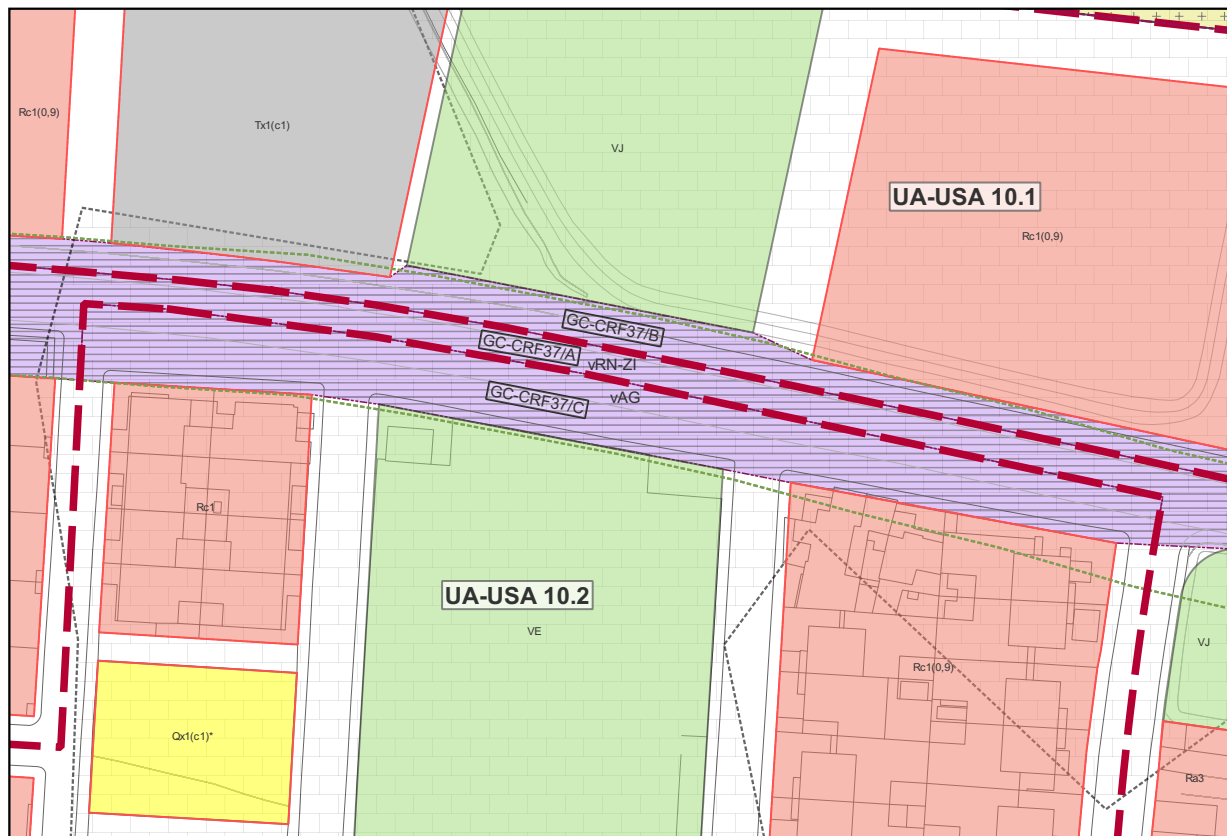 Rc1(0,9)
Tx1(c1)
VJ
UA-USA 10.1
Rc1(0,9)
GC-CRF37/B
GC-CRF37/A
vRN-ZI
GC-CRF37/C
vAG
Rc1
UA-USA 10.2
VE
VJ
Rc1(0,9)
Qx1(c1)*
Ra3